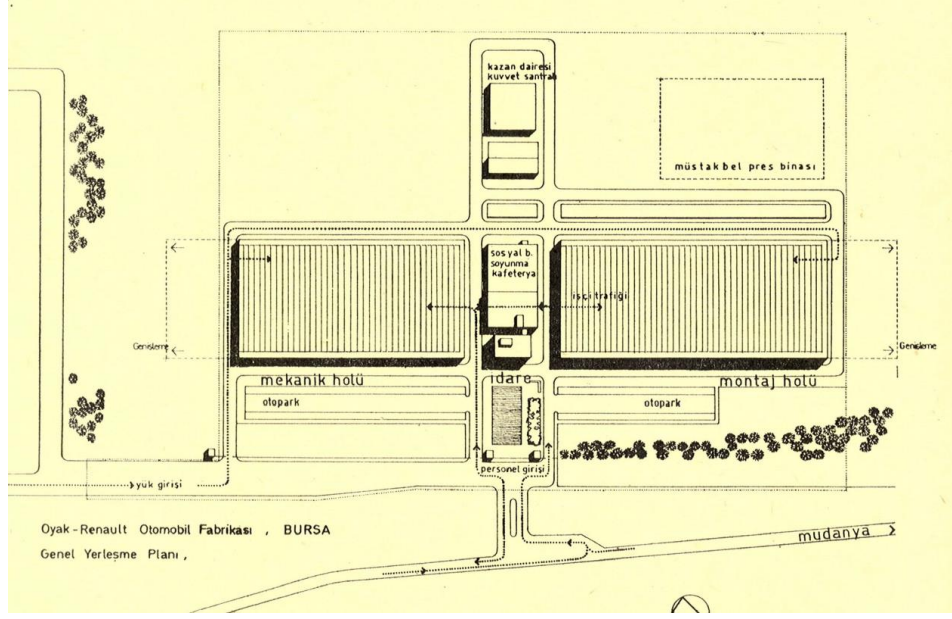 kazan dairesi
kuvvet santralı
müstakbel pres binası
sosyal b.
soyunma
kafeterya
işçi trafiği
Genişleme
Genişleme
mekanik holü
idare
montaj holü
otopark
otopark
personel girişi
yuk girişi
Oyak-Renault Otomobil Fabrikası , BURSA
Genel Yerleşme Planı,
mudanya